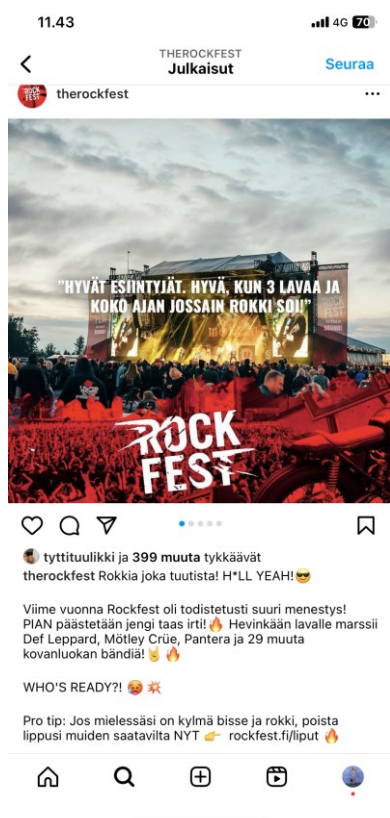 11.43
4G 70
THEROCKFEST
Julkaisut
Seuraa
ROCK
FEST
therockfest
"HYVÄT ESIINTYJÄT. HYVÄ, KUN 3 LAVAA JA
KOKO AJAN JOSSAIN ROKKI SOI!"
ROCK
FEST
tyttituulikki ja 399 muuta tykkäävät
therockfest Rokkia joka tuutista! H*LL YEAH!😎
Viime vuonna Rockfest oli todistetusti suuri menestys!
PIAN päästetään jengi taas irti!🔥 Hevinkään lavalle marssii
Def Leppard, Mötley Crüe, Pantera ja 29 muuta
kovanluokan bändiä!🤘🔥
WHO'S READY?! 🥵 💥
Pro tip: Jos mielessäsi on kylmä bisse ja rokki, poista
lippusi muiden saatavilta NYT 👉 rockfest.fi/liput 🔥